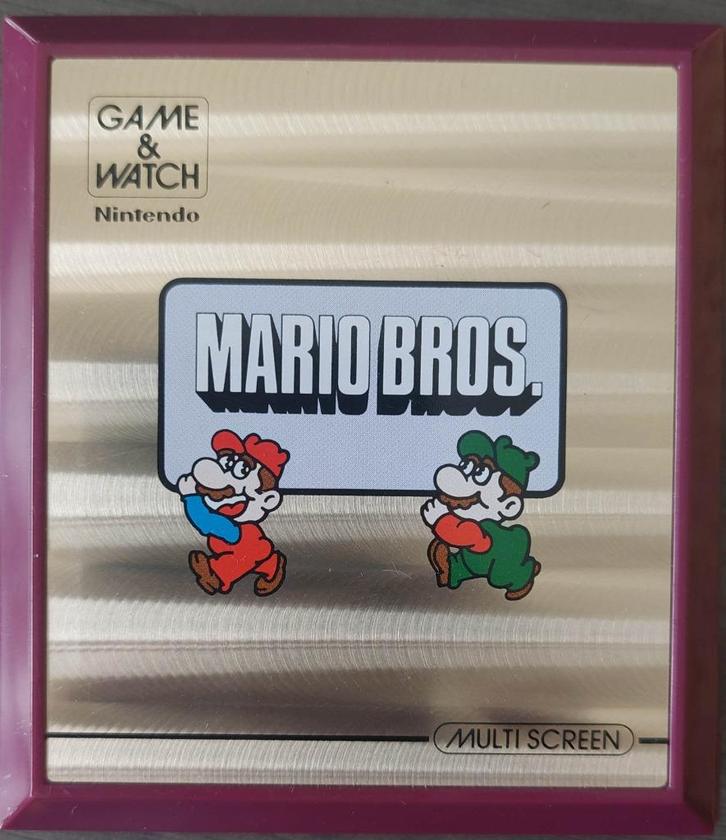 GAME
&
WATCH
Nintendo
MARIO BROS.
MULTI SCREEN